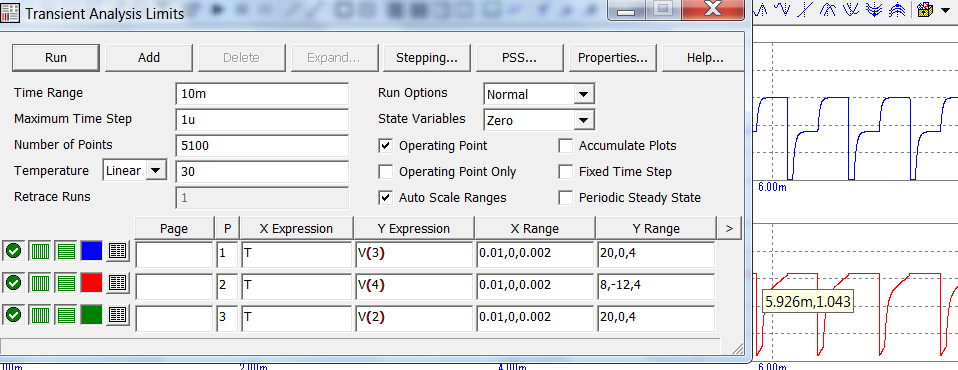 Transient Analysis Limits
Run Add Delete Expand... Stepping... PSS... Properties... Help...
Time Range 10m Run Options Normal
Maximum Time Step 1u State Variables Zero
Number of Points 5100 Operating Point Accumulate Plots
Temperature Linear 30 Operating Point Only Fixed Time Step
Retrace Runs 1 Auto Scale Ranges Periodic Steady State
Page P X Expression Y Expression X Range Y Range >
1 T V(3) 0.01,0,0.002 20,0,4
2 T V(4) 0.01,0,0.002 8,-12,4
3 T V(2) 0.01,0,0.002 20,0,4
6.00m
5.926m,1.043
2.00m 4.00m 6.00m